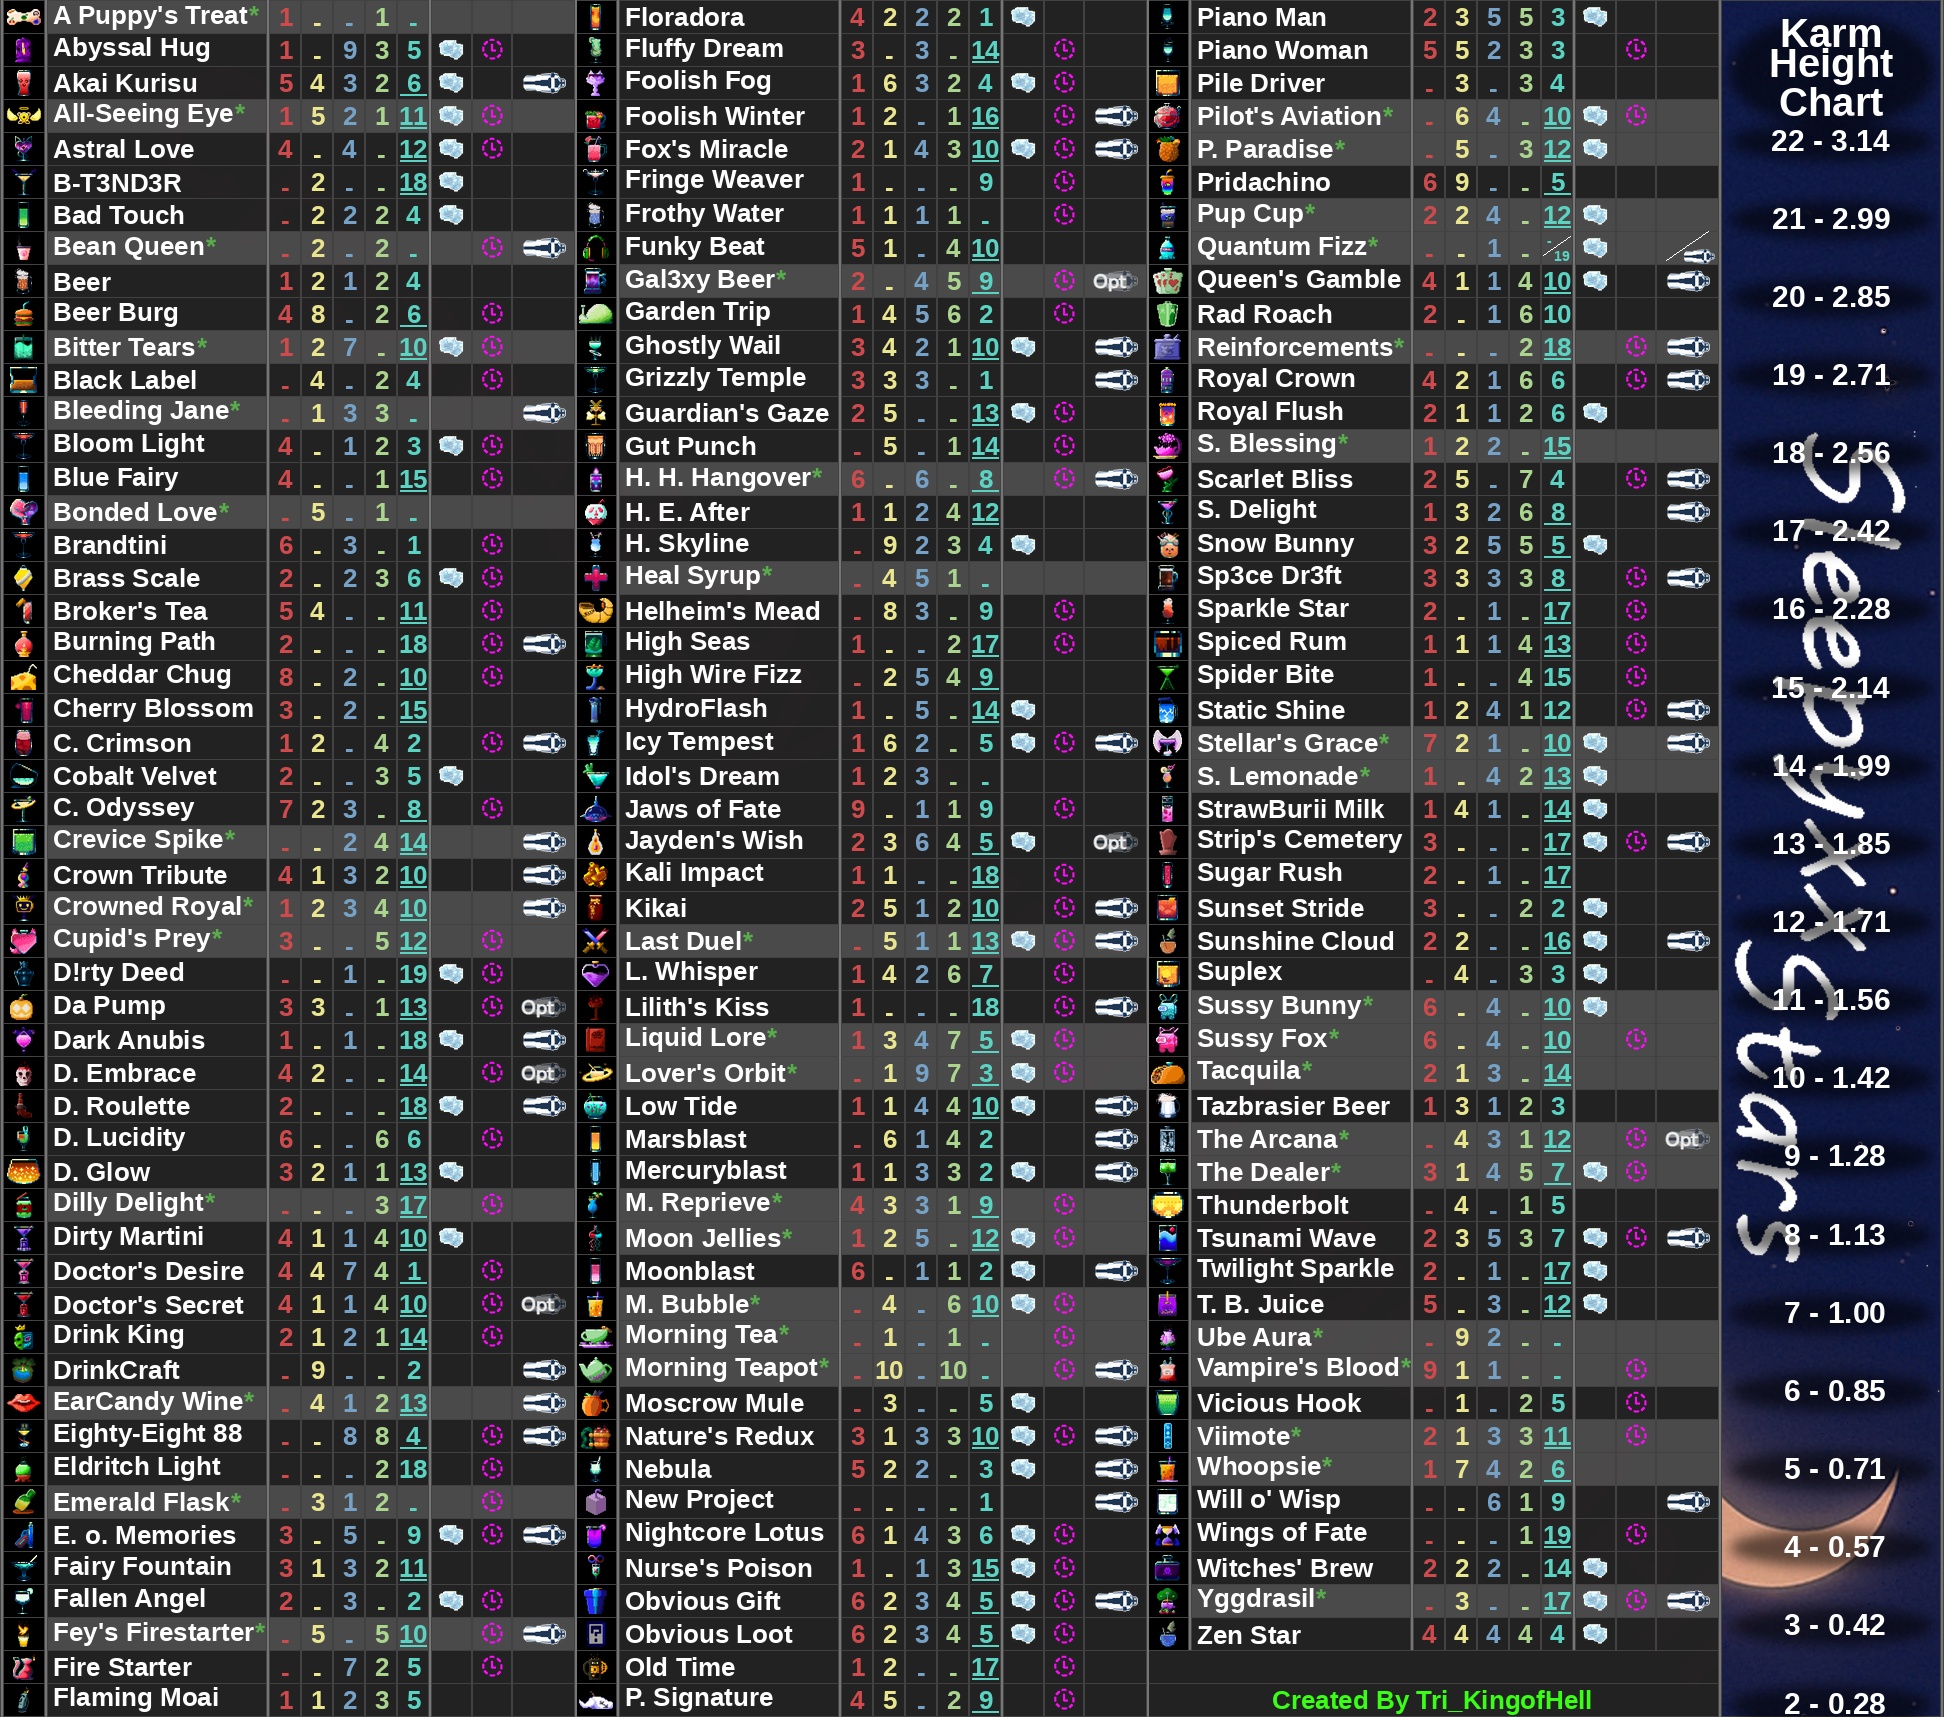 A Puppy's Treat* 1 - - 1 -
Abyssal Hug 1 - 9 3 5
Akai Kurisu 5 4 3 2 6
All-Seeing Eye* 1 5 2 1 11
Astral Love 4 - 4 - 12
B-T3ND3R - 2 - - 18
Bad Touch - 2 2 2 4
Bean Queen* - 2 - 2 -
Beer 1 2 1 2 4
Beer Burg 4 8 - 2 6
Bitter Tears* 1 2 7 - 10
Black Label - 4 - 2 4
Bleeding Jane* - 1 3 3 -
Bloom Light 4 - 1 2 3
Blue Fairy 4 - - 1 15
Bonded Love* - 5 - 1 -
Brandtini 6 - 3 - 1
Brass Scale 2 - 2 3 6
Broker's Tea 5 4 - - 11
Burning Path 2 - - - 18
Cheddar Chug 8 - 2 - 10
Cherry Blossom 3 - 2 - 15
C. Crimson 1 2 - 4 2
Cobalt Velvet 2 - - 3 5
C. Odyssey 7 2 3 - 8
Crevice Spike* - - 2 4 14
Crown Tribute 4 1 3 2 10
Crowned Royal* 1 2 3 4 10
Cupid's Prey* 3 - - 5 12
D!rty Deed - - 1 - 19
Da Pump 3 3 - 1 13 Opt
Dark Anubis 1 - 1 - 18
D. Embrace 4 2 - - 14 Opt
D. Roulette 2 - - - 18
D. Lucidity 6 - - 6 6
D. Glow 3 2 1 1 13
Dilly Delight* - - - 3 17
Dirty Martini 4 1 1 4 10
Doctor's Desire 4 4 7 4 1
Doctor's Secret 4 1 1 4 10 Opt
Drink King 2 1 2 1 14
DrinkCraft - 9 - - 2
EarCandy Wine* - 4 1 2 13
Eighty-Eight 88 - - 8 8 4
Eldritch Light - - - 2 18
Emerald Flask* - 3 1 2 -
E. o. Memories 3 - 5 - 9
Fairy Fountain 3 1 3 2 11
Fallen Angel 2 - 3 - 2
Fey's Firestarter* - 5 - 5 10
Fire Starter - - 7 2 5
Flaming Moai 1 1 2 3 5
Floradora 4 2 2 2 1
Fluffy Dream 3 - 3 - 14
Foolish Fog 1 6 3 2 4
Foolish Winter 1 2 - 1 16
Fox's Miracle 2 1 4 3 10
Fringe Weaver 1 - - - 9
Frothy Water 1 1 1 1 -
Funky Beat 5 1 - 4 10
Gal3xy Beer* 2 - 4 5 9 Opt
Garden Trip 1 4 5 6 2
Ghostly Wail 3 4 2 1 10
Grizzly Temple 3 3 3 - 1
Guardian's Gaze 2 5 - - 13
Gut Punch - 5 - 1 14
H. H. Hangover* 6 - 6 - 8
H. E. After 1 1 2 4 12
H. Skyline - 9 2 3 4
Heal Syrup* - 4 5 1 -
Helheim's Mead - 8 3 - 9
High Seas 1 - - 2 17
High Wire Fizz - 2 5 4 9
HydroFlash 1 - 5 - 14
Icy Tempest 1 6 2 - 5
Idol's Dream 1 2 3 - -
Jaws of Fate 9 - 1 1 9
Jayden's Wish 2 3 6 4 5 Opt
Kali Impact 1 1 - - 18
Kikai 2 5 1 2 10
Last Duel* - 5 1 1 13
L. Whisper 1 4 2 6 7
Lilith's Kiss 1 - - - 18
Liquid Lore* 1 3 4 7 5
Lover's Orbit* - 1 9 7 3
Low Tide 1 1 4 4 10
Marsblast - 6 1 4 2
Mercuryblast 1 1 3 3 2
M. Reprieve* 4 3 3 1 9
Moon Jellies* 1 2 5 - 12
Moonblast 6 - 1 1 2
M. Bubble* - 4 - 6 10
Morning Tea* - 1 - 1 -
Morning Teapot* - 10 - 10 -
Moscrow Mule - 3 - - 5
Nature's Redux 3 1 3 3 10
Nebula 5 2 2 - 3
New Project - - - - 1
Nightcore Lotus 6 1 4 3 6
Nurse's Poison 1 - 1 3 15
Obvious Gift 6 2 3 4 5
Obvious Loot 6 2 3 4 5
Old Time 1 2 - - 17
P. Signature 4 5 - 2 9
Piano Man 2 3 5 5 3
Piano Woman 5 5 2 3 3
Pile Driver - 3 - 3 4
Pilot's Aviation* - 6 4 - 10
P. Paradise* - 5 - 3 12
Pridachino 6 9 - - 5
Pup Cup* 2 2 4 - 12
Quantum Fizz* - - 1 - -/19
Queen's Gamble 4 1 1 4 10
Rad Roach 2 - 1 6 10
Reinforcements* - - - 2 18
Royal Crown 4 2 1 6 6
Royal Flush 2 1 1 2 6
S. Blessing* 1 2 2 - 15
Scarlet Bliss 2 5 - 7 4
S. Delight 1 3 2 6 8
Snow Bunny 3 2 5 5 5
Sp3ce Dr3ft 3 3 3 3 8
Sparkle Star 2 - 1 - 17
Spiced Rum 1 1 1 4 13
Spider Bite 1 - - 4 15
Static Shine 1 2 4 1 12
Stellar's Grace* 7 2 1 - 10
S. Lemonade* 1 - 4 2 13
StrawBurii Milk 1 4 1 - 14
Strip's Cemetery 3 - - - 17
Sugar Rush 2 - 1 - 17
Sunset Stride 3 - - 2 2
Sunshine Cloud 2 2 - - 16
Suplex - 4 - 3 3
Sussy Bunny* 6 - 4 - 10
Sussy Fox* 6 - 4 - 10
Tacquila* 2 1 3 - 14
Tazbrasier Beer 1 3 1 2 3
The Arcana* - 4 3 1 12 Opt
The Dealer* 3 1 4 5 7
Thunderbolt - 4 - 1 5
Tsunami Wave 2 3 5 3 7
Twilight Sparkle 2 - 1 - 17
T. B. Juice 5 - 3 - 12
Ube Aura* - 9 2 - -
Vampire's Blood* 9 1 1 - -
Vicious Hook - 1 - 2 5
Viimote* 2 1 3 3 11
Whoopsie* 1 7 4 2 6
Will o' Wisp - - 6 1 9
Wings of Fate - - - 1 19
Witches' Brew 2 2 2 - 14
Yggdrasil* - 3 - - 17
Zen Star 4 4 4 4 4
Created By Tri_KingofHell
Karm
Height
Chart
22 - 3.14
21 - 2.99
20 - 2.85
19 - 2.71
18 - 2.56
17 - 2.42
16 - 2.28
15 - 2.14
14 - 1.99
13 - 1.85
12 - 1.71
11 - 1.56
10 - 1.42
9 - 1.28
8 - 1.13
7 - 1.00
6 - 0.85
5 - 0.71
4 - 0.57
3 - 0.42
2 - 0.28
SleepyxxStars